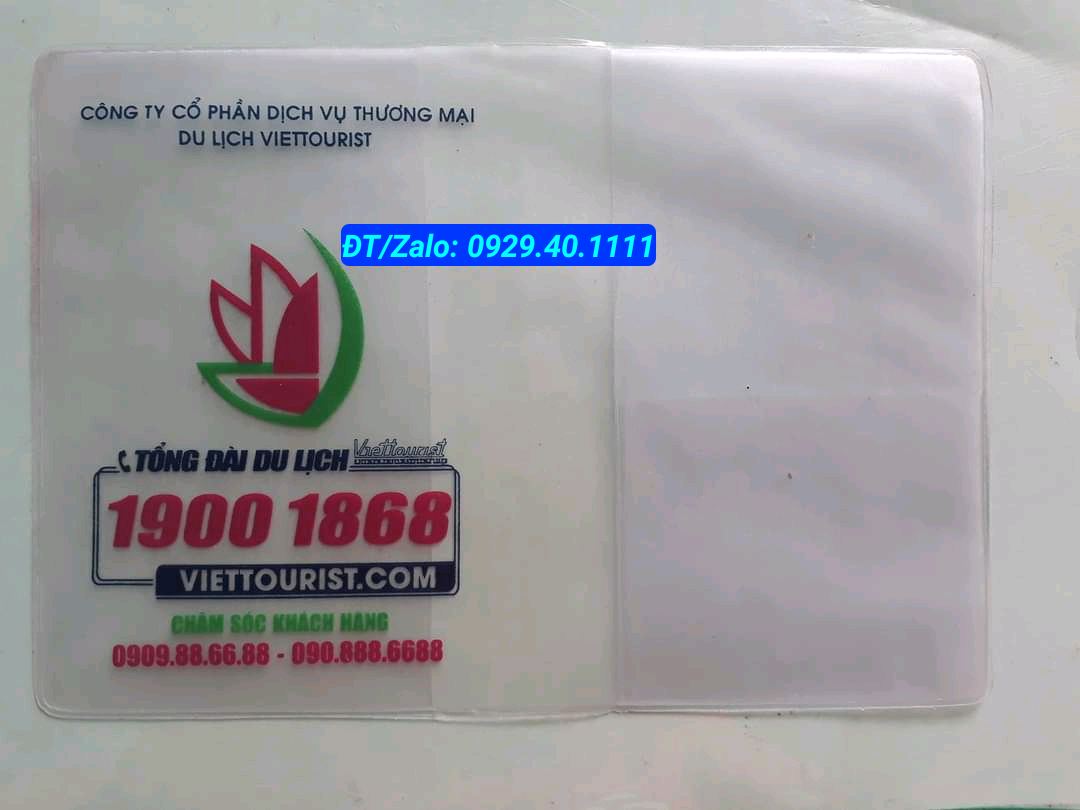 CÔNG TY CỔ PHẦN DỊCH VỤ THƯƠNG MẠI
DU LỊCH VIETTOURIST
ĐT/Zalo: 0929.40.1111
TỔNG ĐÀI DU LỊCH Viettourist
1900 1868
VIETTOURIST.COM
CHĂM SÓC KHÁCH HÀNG
0909.88.66.88 - 090.888.6688